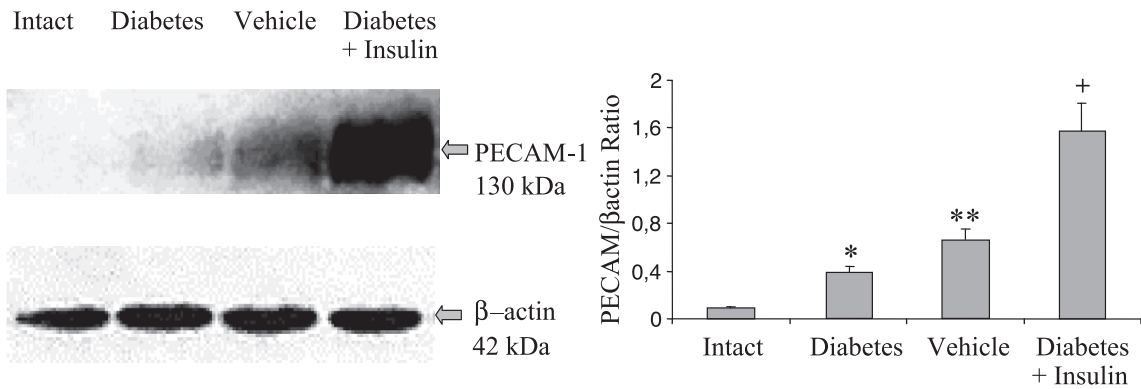 Intact Diabetes Vehicle Diabetes
+ Insulin
PECAM-1
130 kDa
β–actin
42 kDa
PECAM/βactin Ratio
2
1,6
1,2
0,8
0,4
0
*
**
+
Intact Diabetes Vehicle Diabetes
+ Insulin